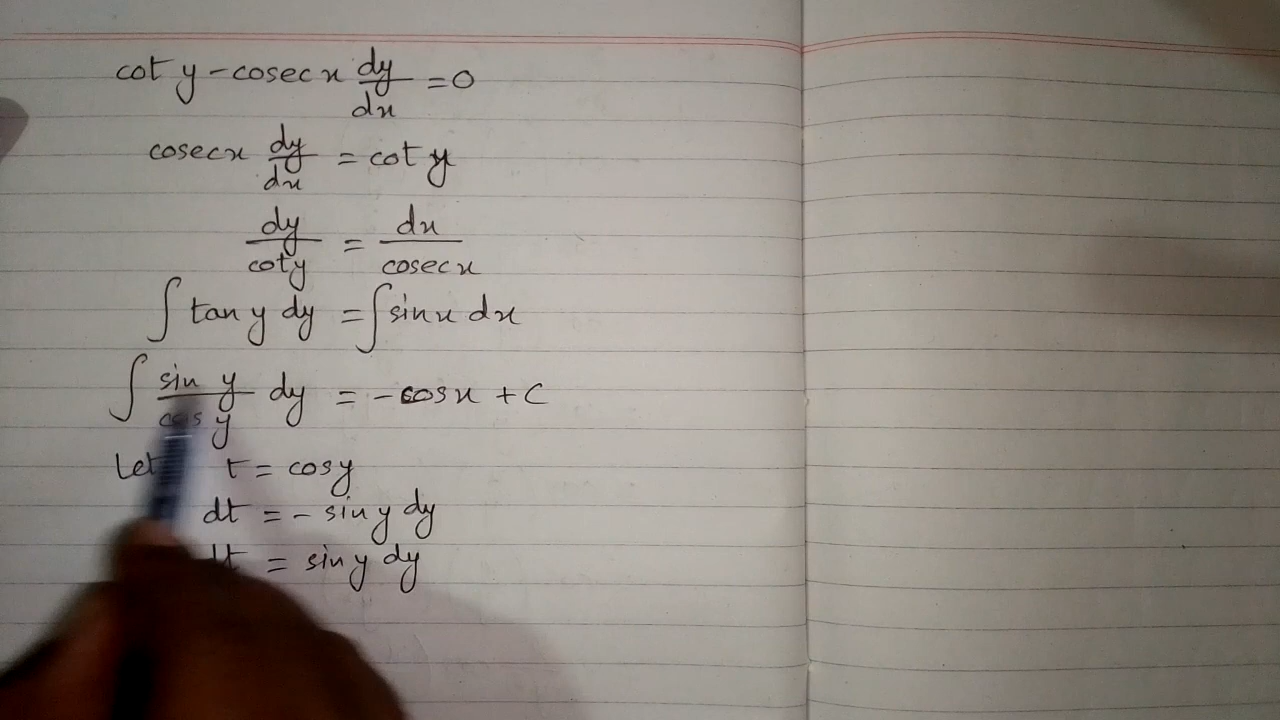 cot y - cosec x dy/dx = 0
cosec x dy/dx = cot y
dy/cot y = dx/cosec x
∫ tan y dy = ∫ sin x dx
∫ sin y/cos y dy = - cos x + C
Let t = cos y
dt = - sin y dy
dt = sin y dy